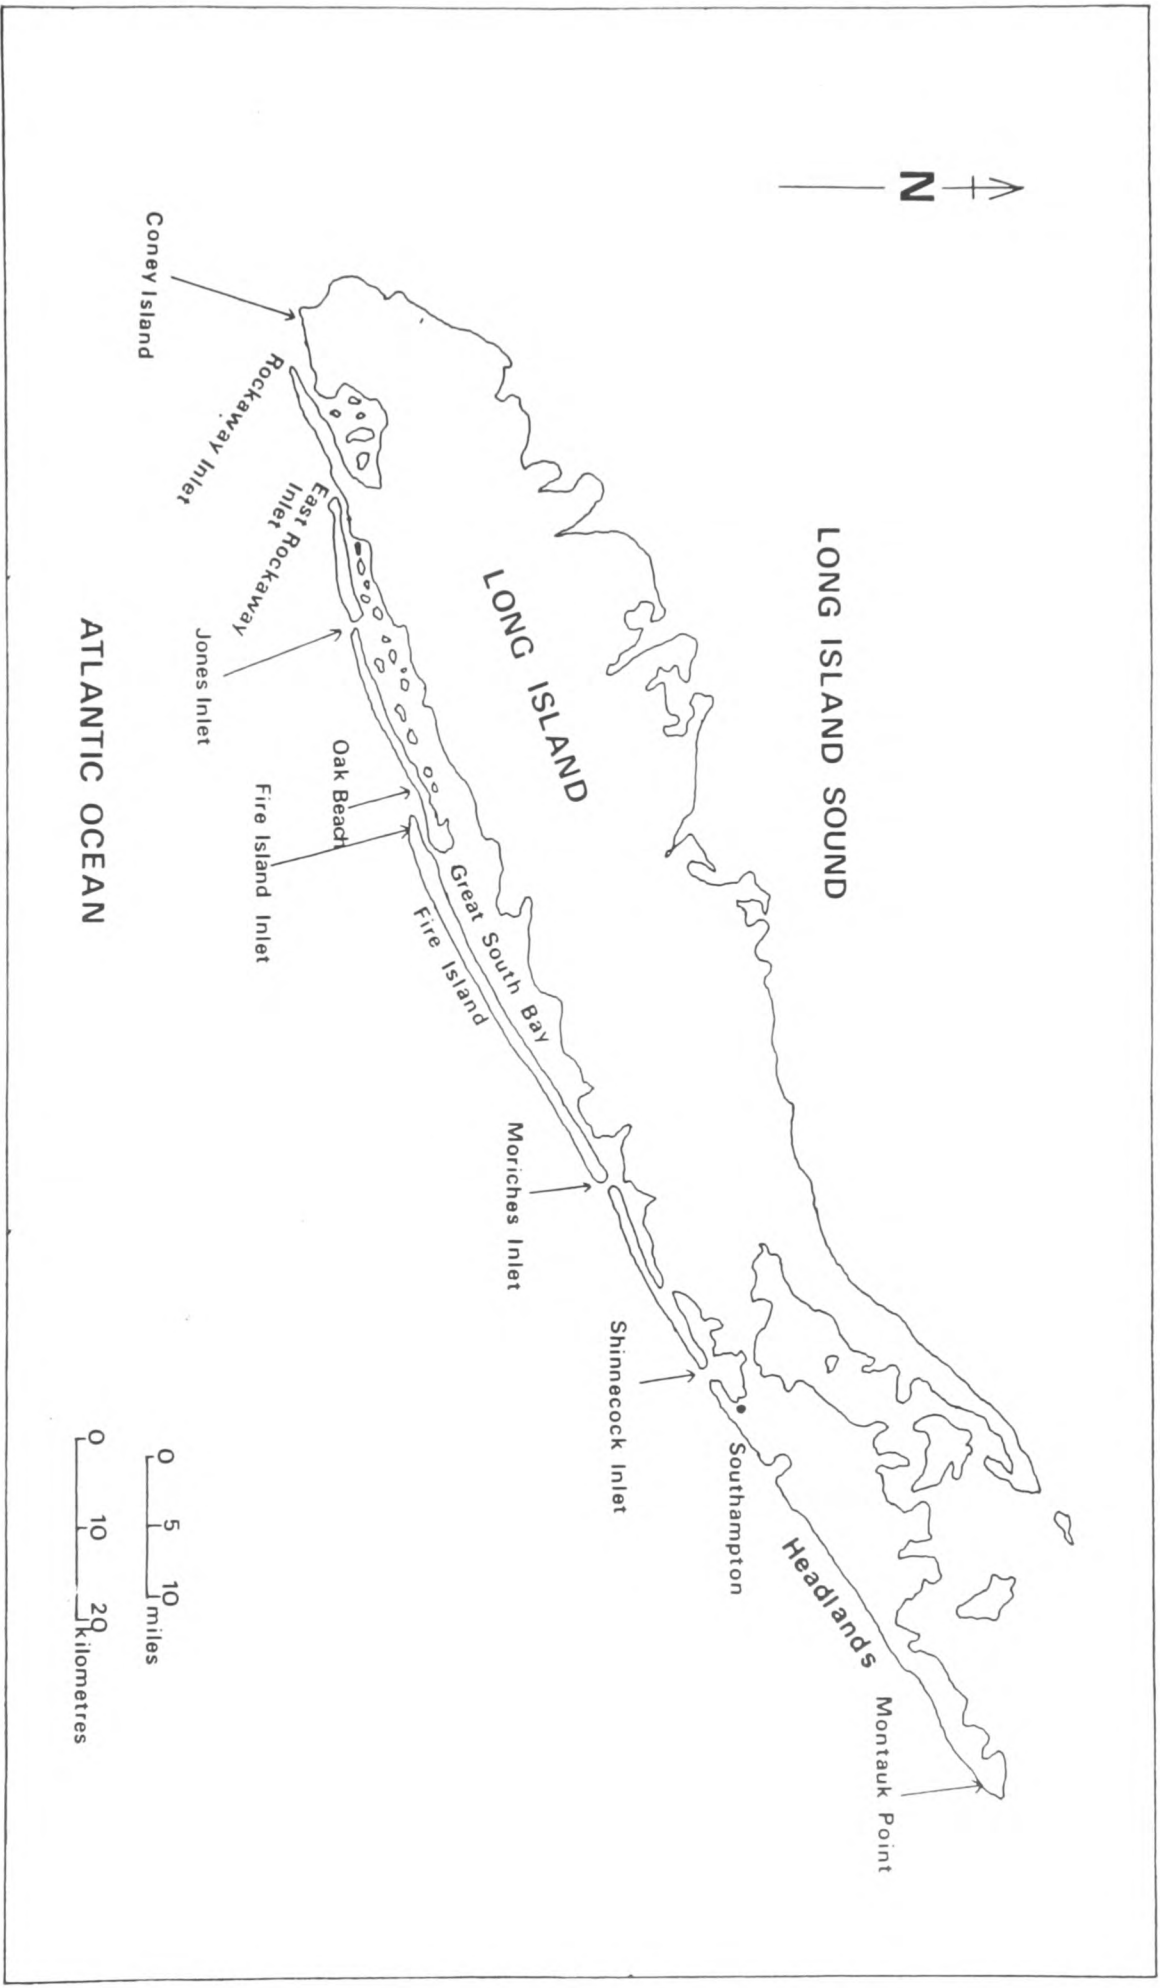 N
LONG ISLAND SOUND
LONG ISLAND
Coney Island
Rockaway Inlet
East Rockaway
Inlet
Jones Inlet
Oak Beach
Fire Island Inlet
Great South Bay
Fire Island
Moriches Inlet
Shinnecock Inlet
Southampton
Headlands
Montauk Point
ATLANTIC OCEAN
0 5 10 miles
0 10 20 kilometres